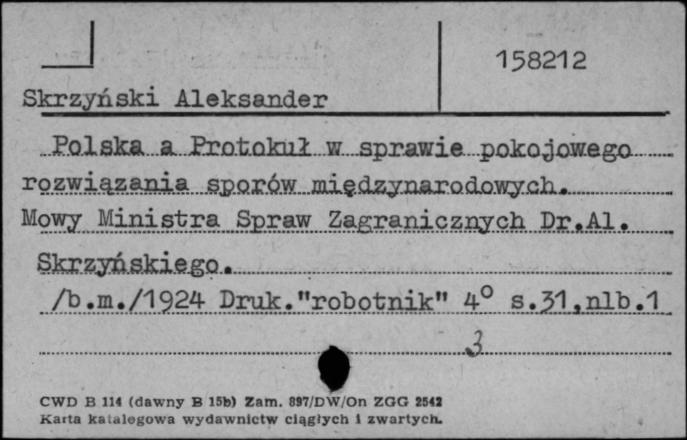 158212
Skrzyński Aleksander
Polska a Protokuł w sprawie pokojowego
rozwiązania sporów międzynarodowych.
Mowy Ministra Spraw Zagranicznych Dr.Al.
Skrzyńskiego.
/b.m./1924 Druk."robotnik" 4° s.31,nlb.1
3
CWD B 114 (dawny B 15b) Zam. 897/DW/On ZGG 2542
Karta katalogowa wydawnictw ciągłych i zwartych.